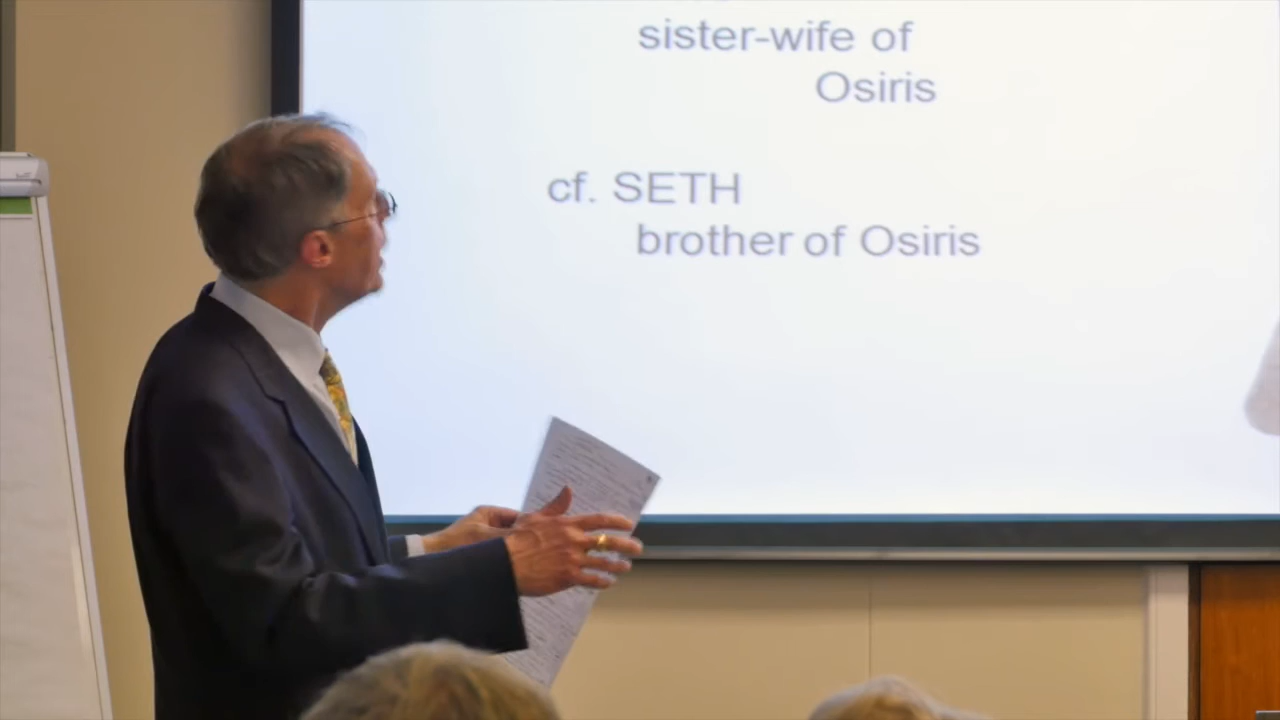 sister-wife of
Osiris
cf. SETH
brother of Osiris